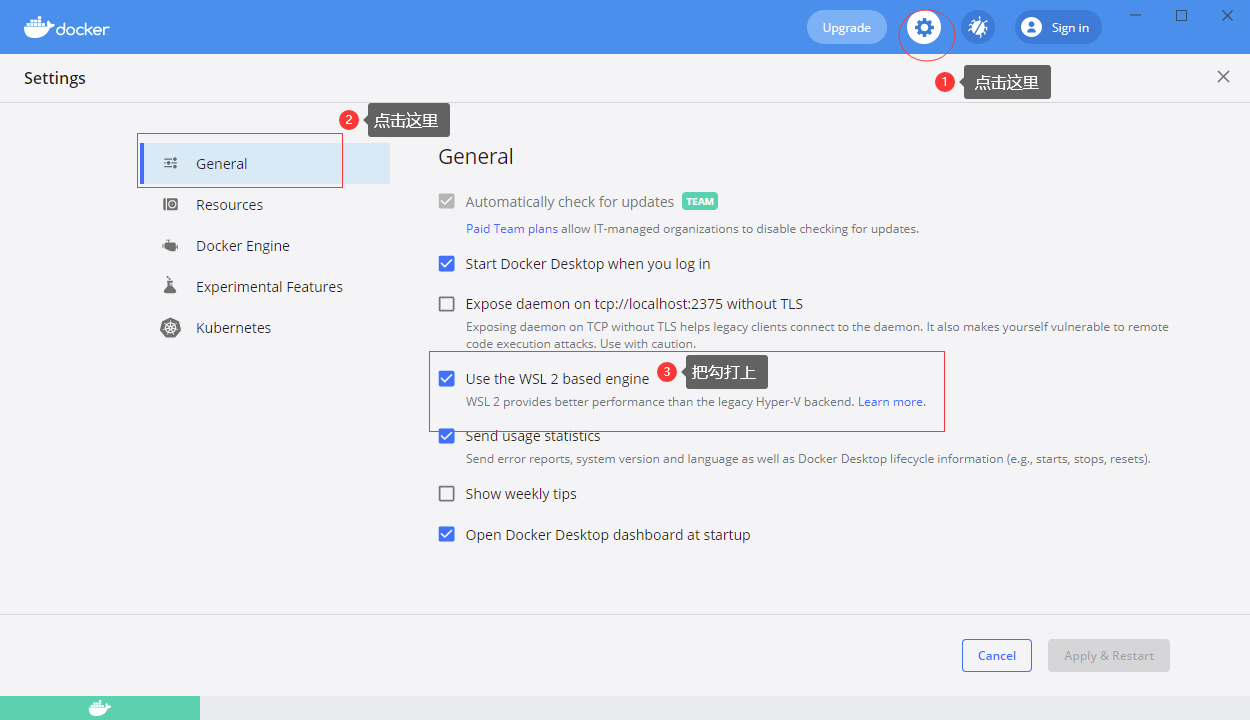 docker
Upgrade
Sign in
Settings
1
点击这里
2
点击这里
General
Resources
Docker Engine
Experimental Features
Kubernetes
General
Automatically check for updates TEAM
Paid Team plans allow IT-managed organizations to disable checking for updates.
Start Docker Desktop when you log in
Expose daemon on tcp://localhost:2375 without TLS
Exposing daemon on TCP without TLS helps legacy clients connect to the daemon. It also makes yourself vulnerable to remote
code execution attacks. Use with caution.
Use the WSL 2 based engine 3 把勾打上
WSL 2 provides better performance than the legacy Hyper-V backend. Learn more.
Send usage statistics
Send error reports, system version and language as well as Docker Desktop lifecycle information (e.g., starts, stops, resets).
Show weekly tips
Open Docker Desktop dashboard at startup
Cancel
Apply & Restart